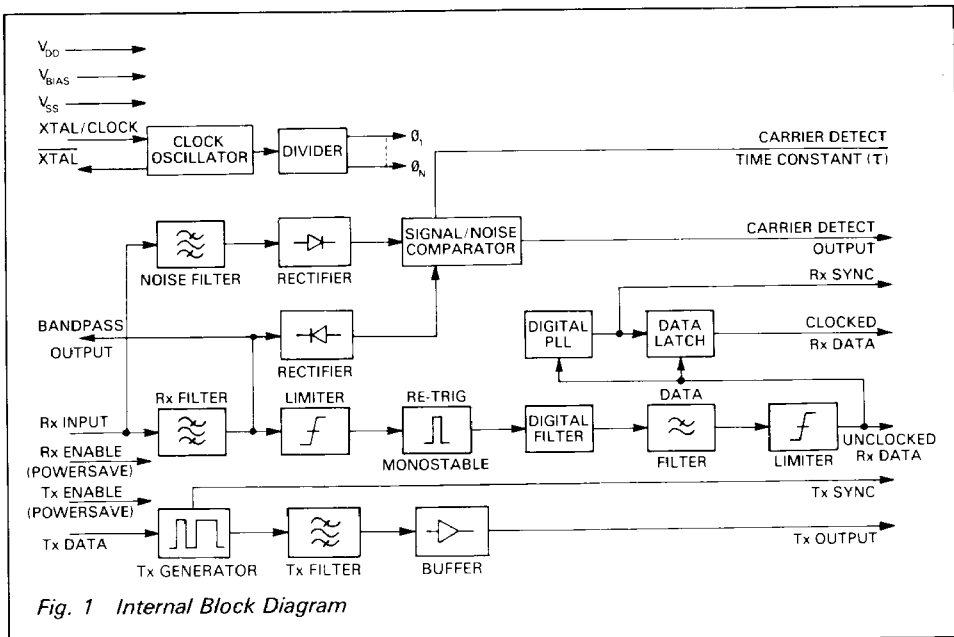 V_DD
V_BIAS
V_SS
XTAL/CLOCK
XTAL
CLOCK
OSCILLATOR
DIVIDER
Ø1
ØN
CARRIER DETECT
TIME CONSTANT (τ)
NOISE FILTER
RECTIFIER
SIGNAL/NOISE
COMPARATOR
CARRIER DETECT
OUTPUT
Rx SYNC
BANDPASS
OUTPUT
RECTIFIER
DIGITAL
PLL
DATA
LATCH
CLOCKED
Rx DATA
DATA
Rx INPUT
Rx FILTER
LIMITER
RE-TRIG
MONOSTABLE
DIGITAL
FILTER
FILTER
LIMITER
UNCLOCKED
Rx DATA
Rx ENABLE
(POWERSAVE)
Tx ENABLE
(POWERSAVE)
Tx SYNC
Tx DATA
Tx GENERATOR
Tx FILTER
BUFFER
Tx OUTPUT
Fig. 1 Internal Block Diagram